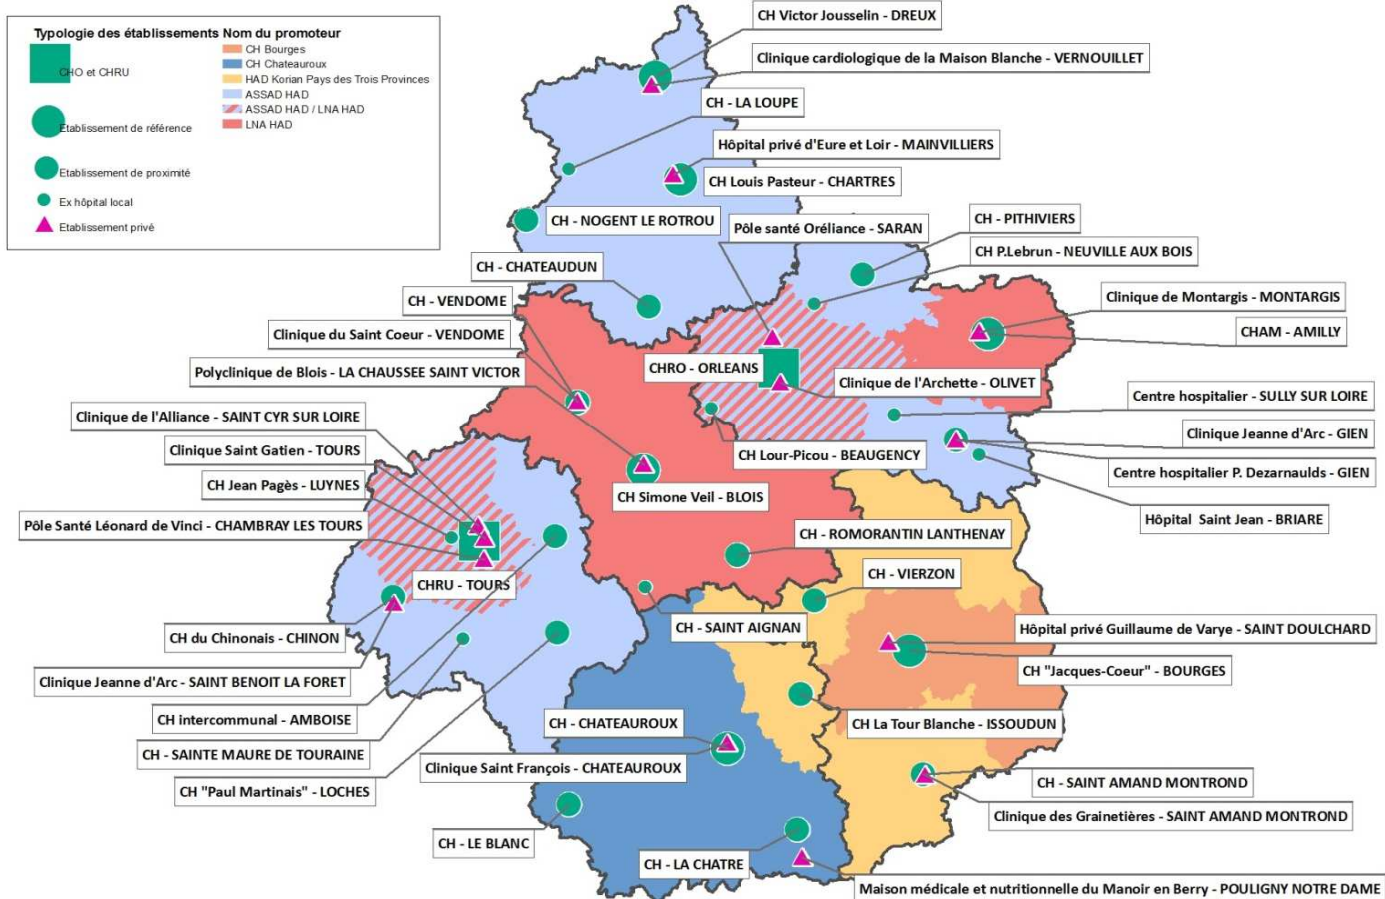 Typologie des établissements
CHO et CHRU
Etablissement de référence
Etablissement de proximité
Ex hôpital local
Etablissement privé
Nom du promoteur
CH Bourges
CH Chateauroux
HAD Korian Pays des Trois Provinces
ASSAD HAD
ASSAD HAD / LNA HAD
LNA HAD
CH Victor Jousselin - DREUX
Clinique cardiologique de la Maison Blanche - VERNOUILLET
CH - LA LOUPE
Hôpital privé d'Eure et Loir - MAINVILLIERS
CH Louis Pasteur - CHARTRES
CH - NOGENT LE ROTROU
Pôle santé Oréliance - SARAN
CH - PITHIVIERS
CH P.Lebrun - NEUVILLE AUX BOIS
CH - CHATEAUDUN
CH - VENDOME
Clinique de Montargis - MONTARGIS
Clinique du Saint Coeur - VENDOME
CHAM - AMILLY
Polyclinique de Blois - LA CHAUSSEE SAINT VICTOR
CHRO - ORLEANS
Clinique de l'Archette - OLIVET
Centre hospitalier - SULLY SUR LOIRE
Clinique de l'Alliance - SAINT CYR SUR LOIRE
Clinique Jeanne d'Arc - GIEN
Clinique Saint Gatien - TOURS
CH Lour-Picou - BEAUGENCY
Centre hospitalier P. Dezarnaulds - GIEN
CH Jean Pagès - LUYNES
CH Simone Veil - BLOIS
Hôpital Saint Jean - BRIARE
Pôle Santé Léonard de Vinci - CHAMBRAY LES TOURS
CH - ROMORANTIN LANTHENAY
CHRU - TOURS
CH - VIERZON
CH du Chinonais - CHINON
CH - SAINT AIGNAN
Hôpital privé Guillaume de Varye - SAINT DOULCHARD
CH "Jacques-Coeur" - BOURGES
Clinique Jeanne d'Arc - SAINT BENOIT LA FORET
CH intercommunal - AMBOISE
CH - CHATEAUROUX
CH La Tour Blanche - ISSOUDUN
CH - SAINTE MAURE DE TOURAINE
Clinique Saint François - CHATEAUROUX
CH "Paul Martinais" - LOCHES
CH - SAINT AMAND MONTROND
Clinique des Grainetières - SAINT AMAND MONTROND
CH - LE BLANC
CH - LA CHATRE
Maison médicale et nutritionnelle du Manoir en Berry - POULIGNY NOTRE DAME